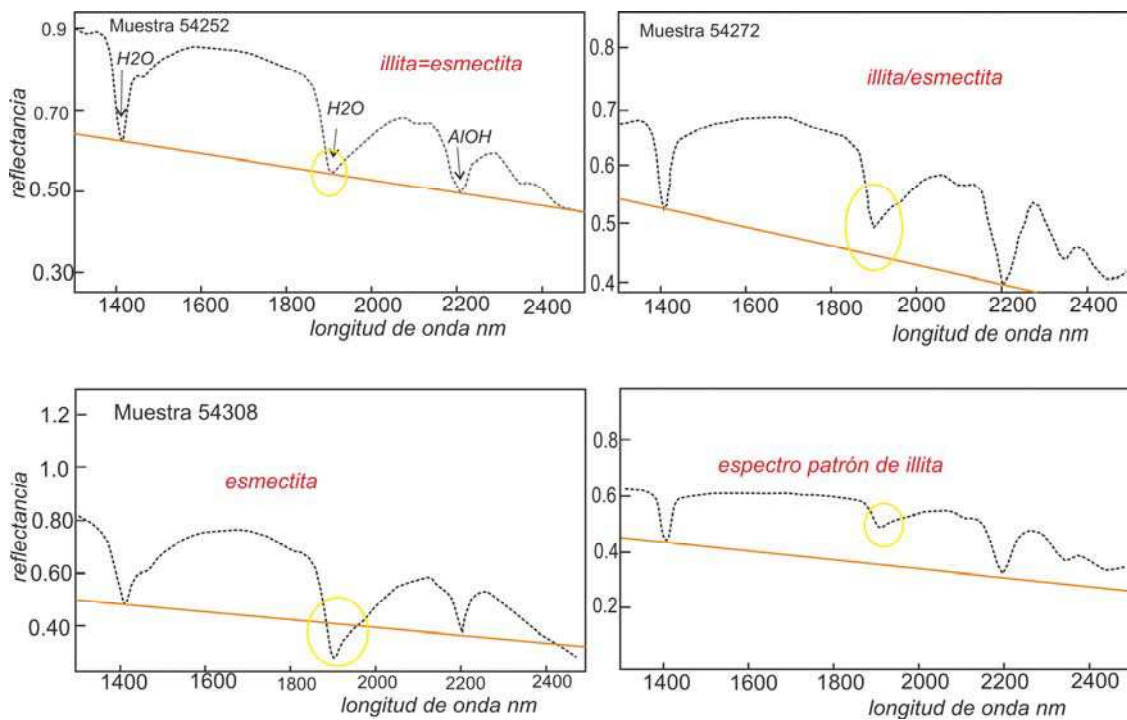 Muestra 54252
0.9
H2O
illita=esmectita
0.70
H2O
AlOH
reflectancia
0.50
0.30
1400 1600 1800 2000 2200 2400
longitud de onda nm
Muestra 54272
0.8
illita/esmectita
0.7
0.6
0.5
0.4
1400 1600 1800 2000 2200 2400
longitud de onda nm
Muestra 54308
1.2
1.0
esmectita
0.80
reflectancia
0.60
0.40
1400 1600 1800 2000 2200 2400
longitud de onda nm
0.8
espectro patrón de illita
0.6
0.4
0.2
1400 1600 1800 2000 2200 2400
longitud de onda nm